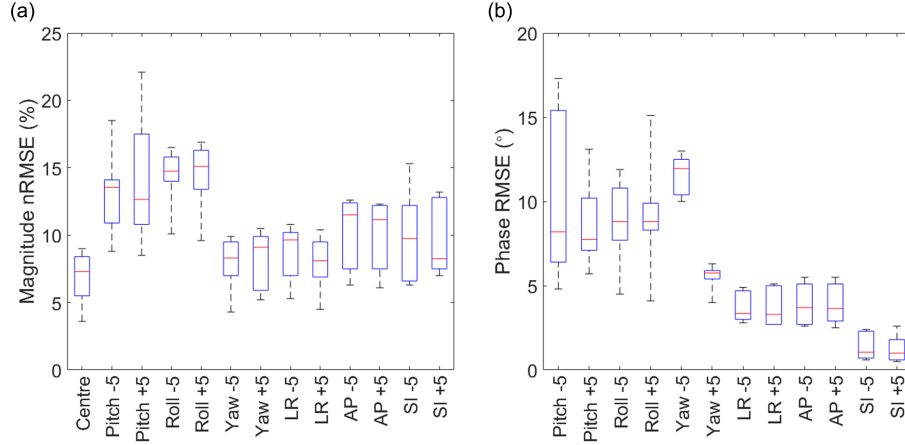 (a)
Magnitude nRMSE (%)
25
20
15
10
5
0
Centre
Pitch -5
Pitch +5
Roll -5
Roll +5
Yaw -5
Yaw +5
LR -5
LR +5
AP -5
AP +5
SI -5
SI +5
(b)
Phase RMSE (°)
20
15
10
5
0
Pitch -5
Pitch +5
Roll -5
Roll +5
Yaw -5
Yaw +5
LR -5
LR +5
AP -5
AP +5
SI -5
SI +5